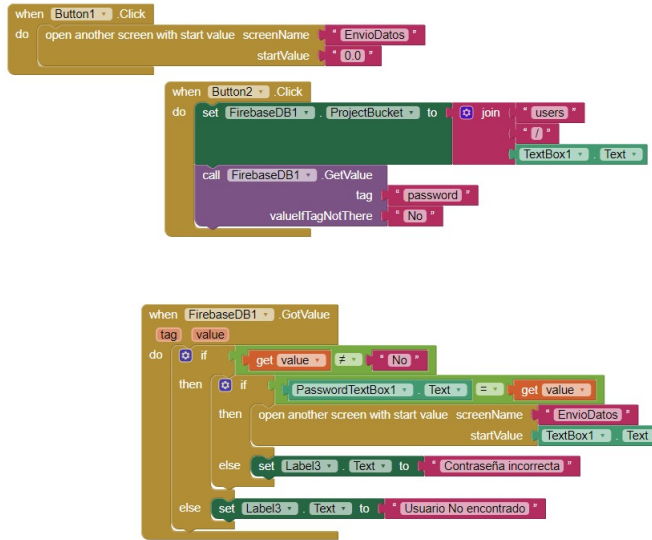 when Button1 .Click
do open another screen with start value screenName " EnvioDatos "
startValue " 0.0 "
when Button2 .Click
do set FirebaseDB1 . ProjectBucket to join " users "
" / "
TextBox1 . Text
call FirebaseDB1 .GetValue
tag " password "
valueIfTagNotThere " No "
when FirebaseDB1 .GotValue
tag value
do if get value ≠ " No "
then if PasswordTextBox1 . Text = get value
then open another screen with start value screenName " EnvioDatos "
startValue TextBox1 . Text
else set Label3 . Text to " Contraseña incorrecta "
else set Label3 . Text to " Usuario No encontrado "